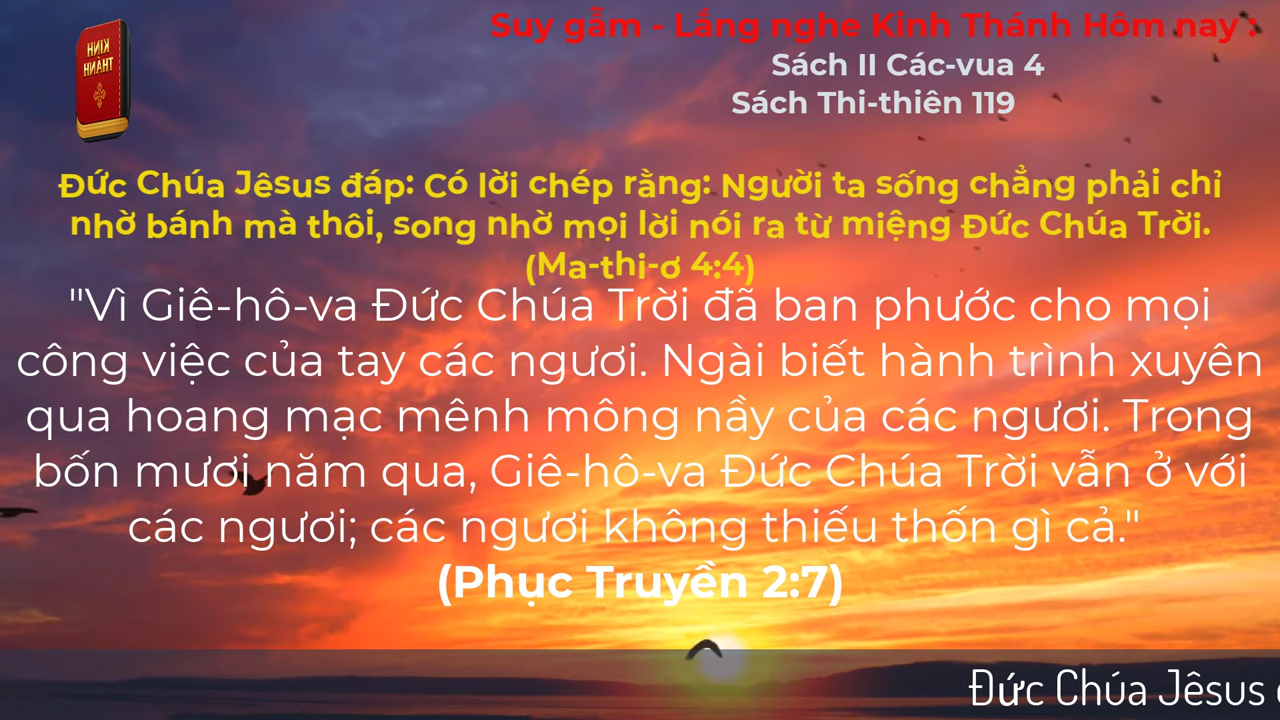 Suy gẫm - Lắng nghe Kinh Thánh Hôm nay :
Sách II Các-vua 4
Sách Thi-thiên 119
KINH
THÁNH
Đức Chúa Jêsus đáp: Có lời chép rằng: Người ta sống chẳng phải chỉ
nhờ bánh mà thôi, song nhờ mọi lời nói ra từ miệng Đức Chúa Trời.
(Ma-thi-ơ 4:4)
"Vì Giê-hô-va Đức Chúa Trời đã ban phước cho mọi
công việc của tay các ngươi. Ngài biết hành trình xuyên
qua hoang mạc mênh mông nầy của các ngươi. Trong
bốn mươi năm qua, Giê-hô-va Đức Chúa Trời vẫn ở với
các ngươi; các ngươi không thiếu thốn gì cả."
(Phục Truyền 2:7)
Đức Chúa Jêsus